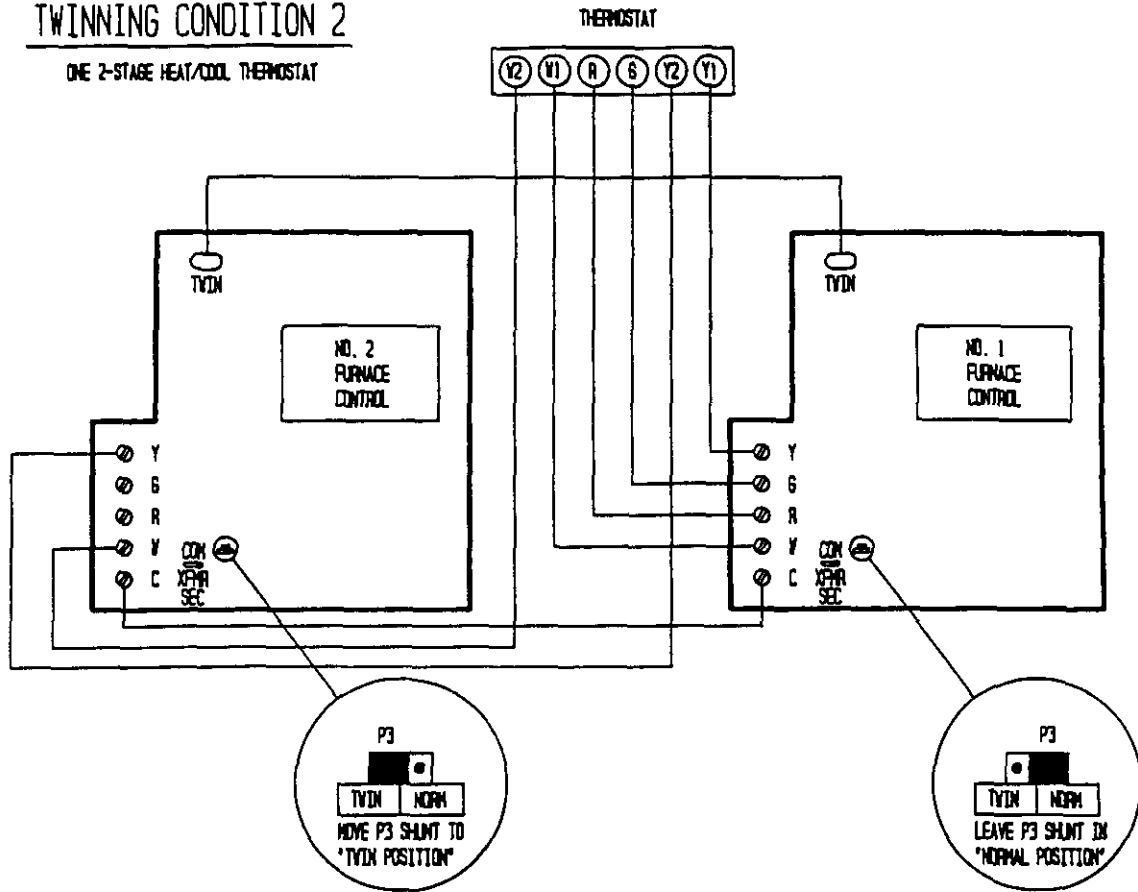 TWINNING CONDITION 2
ONE 2-STAGE HEAT/COOL THERMOSTAT
THERMOSTAT
W2 W1 R G Y2 Y1
TWIN
TWIN
NO. 2
FURNACE
CONTROL
NO. 1
FURNACE
CONTROL
Y
G
R
W
C
COM
XFMR
SEC
Y
G
R
W
C
COM
XFMR
SEC
P3
TWIN NORM
MOVE P3 SHUNT TO
"TWIN POSITION"
P3
TWIN NORM
LEAVE P3 SHUNT IN
"NORMAL POSITION"